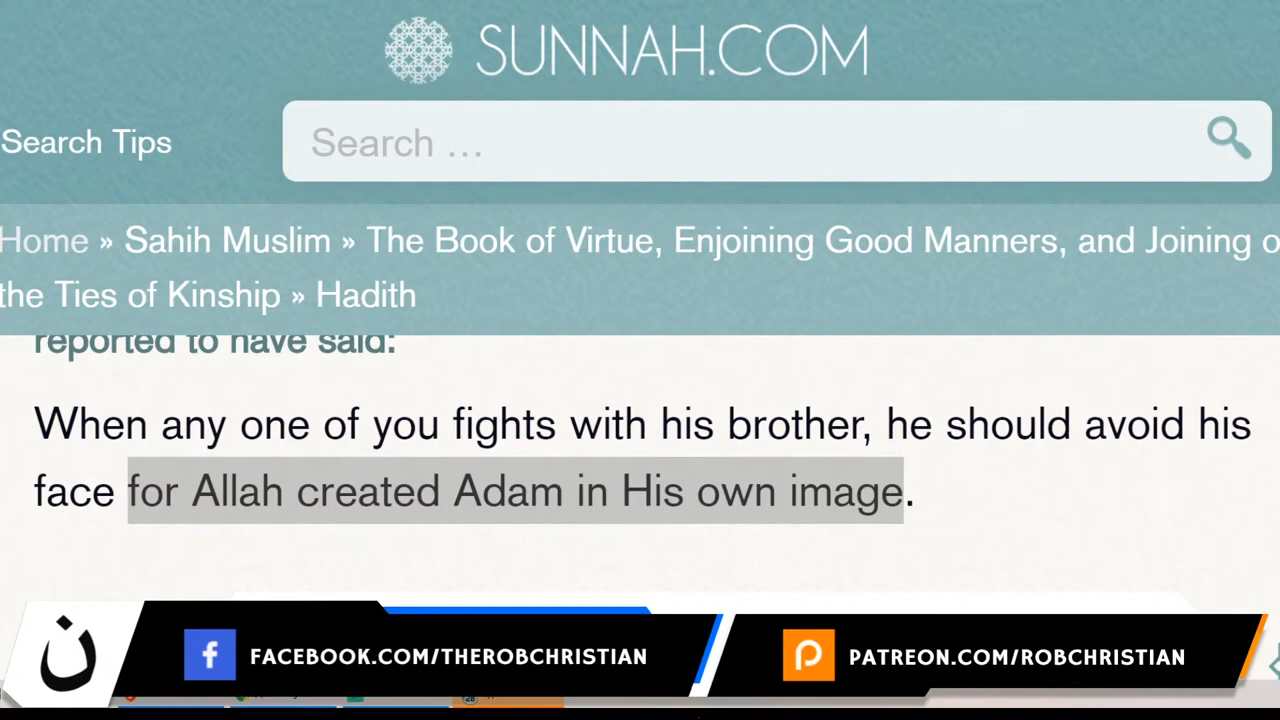 SUNNAH.COM
Search Tips
Search ...
Home » Sahih Muslim » The Book of Virtue, Enjoining Good Manners, and Joining o
the Ties of Kinship » Hadith
reported to have said:
When any one of you fights with his brother, he should avoid his
face for Allah created Adam in His own image.
ن
f FACEBOOK.COM/THEROBCHRISTIAN
PATREON.COM/ROBCHRISTIAN